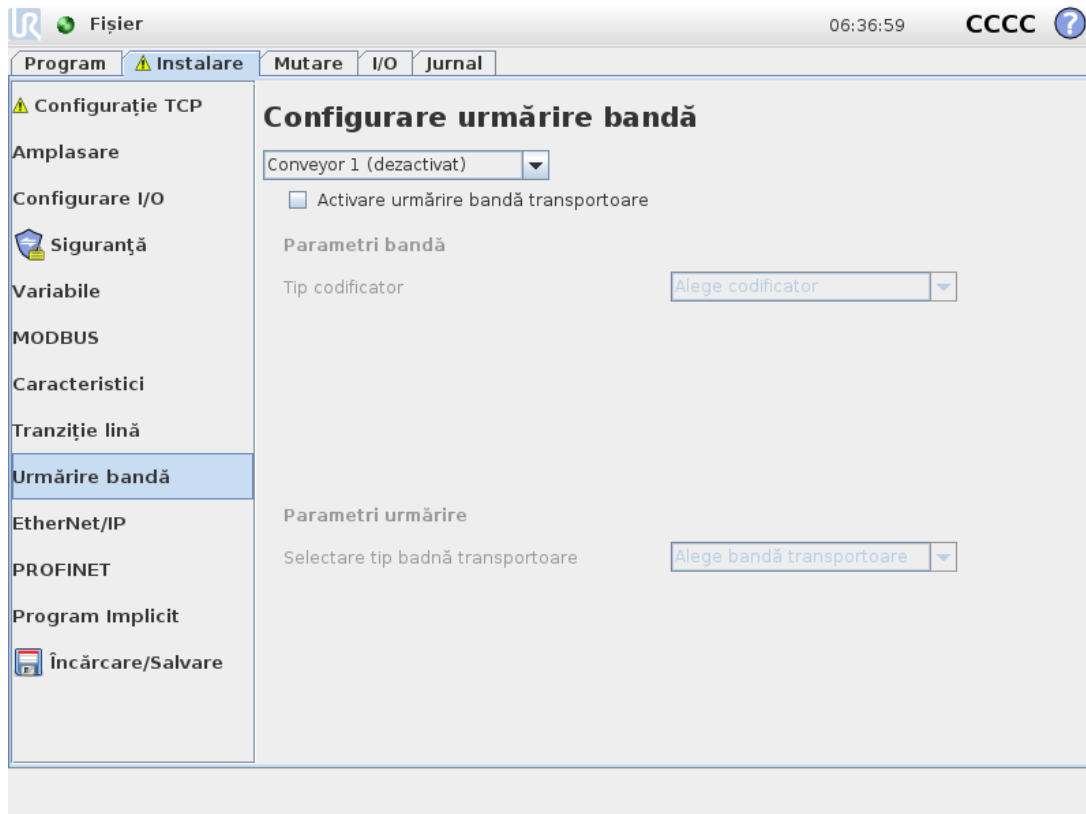 Fișier
06:36:59
CCCC
?
Program
Instalare
Mutare
I/O
Jurnal
Configurație TCP
Amplasare
Configurare I/O
Siguranță
Variabile
MODBUS
Caracteristici
Tranziție lină
Urmărire bandă
EtherNet/IP
PROFINET
Program Implicit
Încărcare/Salvare
Configurare urmărire bandă
Conveyor 1 (dezactivat)
Activare urmărire bandă transportoare
Parametri bandă
Tip codificator
Alege codificator
Parametri urmărire
Selectare tip badnă transportoare
Alege bandă transportoare